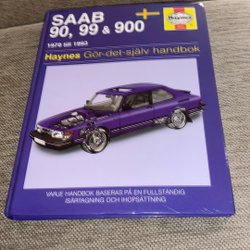 SAAB
90, 99 & 900
1979 till 1993
Haynes
Haynes Gör-det-själv handbok
VARJE HANDBOK BASERAS PÅ EN FULLSTÄNDIG
ISÄRTAGNING OCH IHOPSÄTTNING